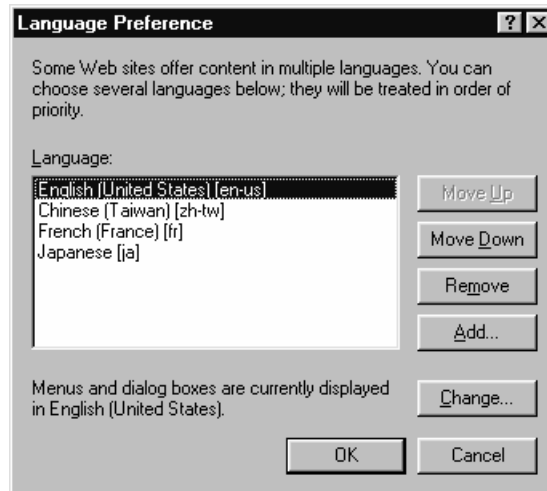 Language Preference
Some Web sites offer content in multiple languages. You can
choose several languages below; they will be treated in order of
priority.
Language:
English (United States) [en-us]
Chinese (Taiwan) [zh-tw]
French (France) [fr]
Japanese [ja]
Move Up
Move Down
Remove
Add...
Menus and dialog boxes are currently displayed
in English (United States).
Change...
OK
Cancel